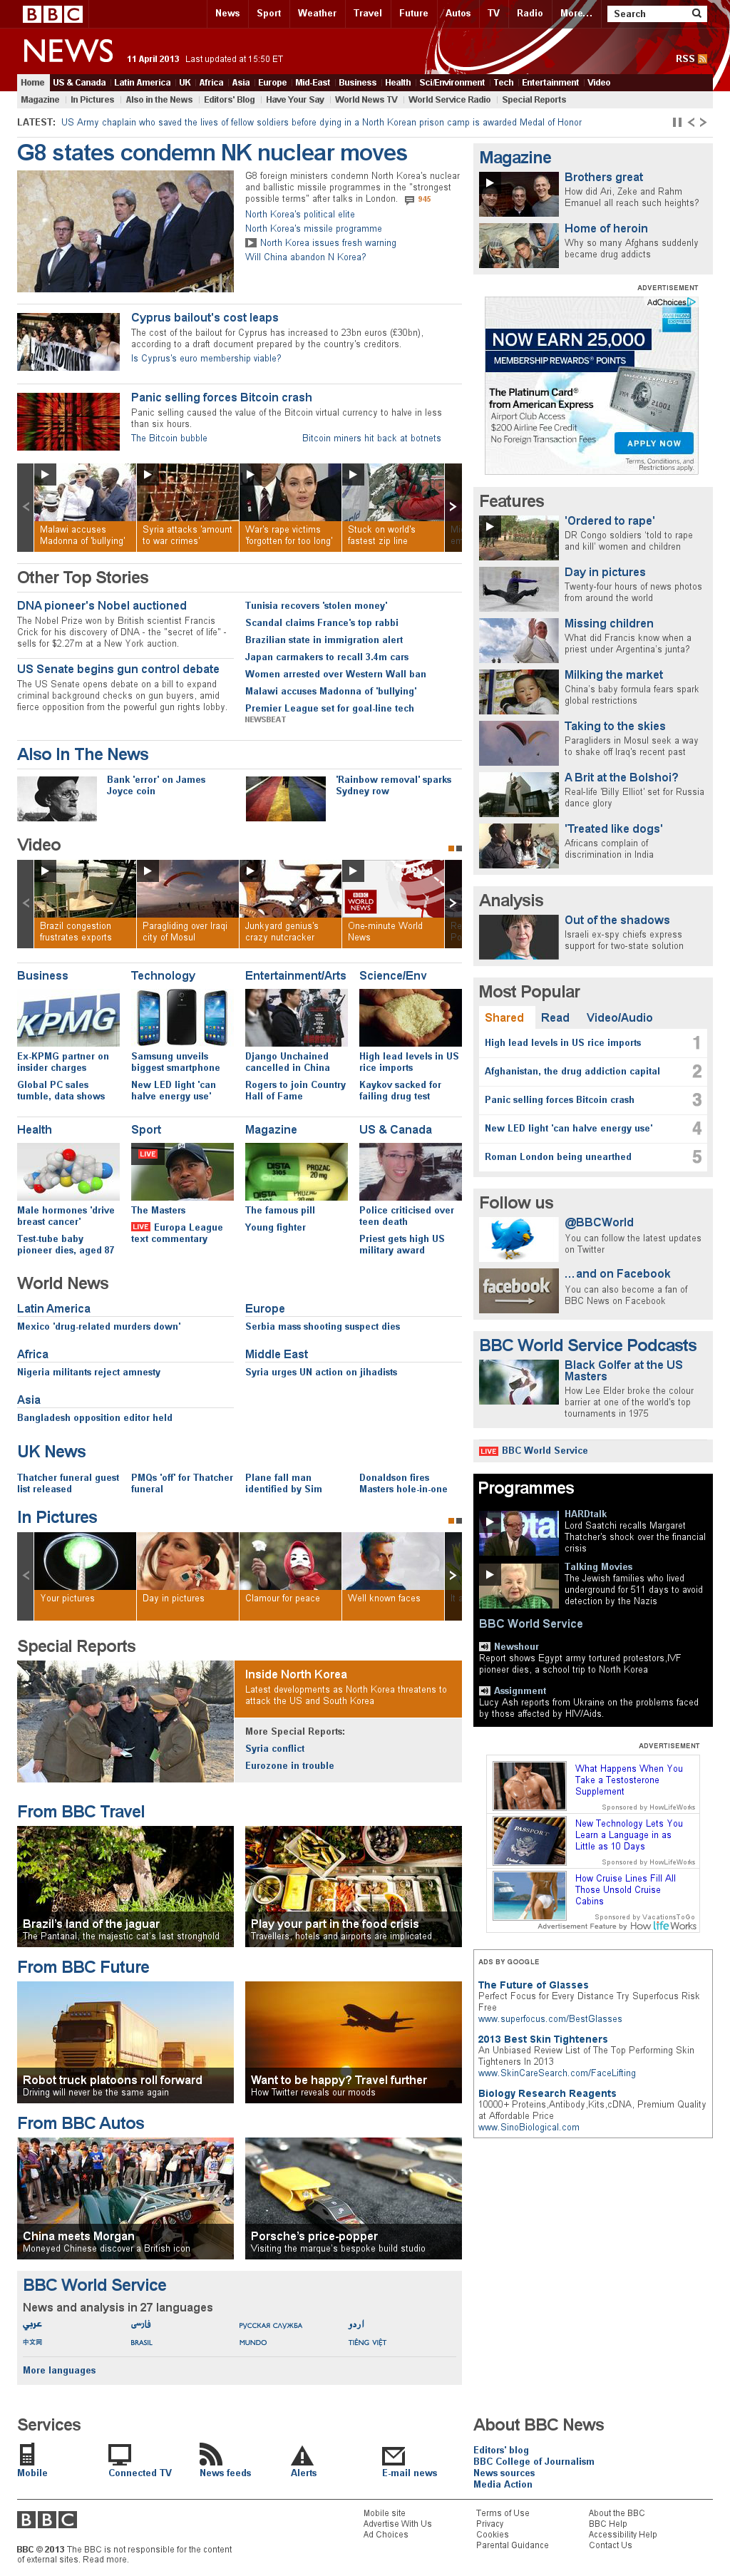 BBC
News Sport Weather Travel Future Autos TV Radio More... Search
NEWS
11 April 2013 Last updated at 15:50 ET
RSS
Home US & Canada Latin America UK Africa Asia Europe Mid-East Business Health Sci/Environment Tech Entertainment Video
Magazine In Pictures Also in the News Editors' Blog Have Your Say World News TV World Service Radio Special Reports
LATEST: US Army chaplain who saved the lives of fellow soldiers before dying in a North Korean prison camp is awarded Medal of Honor
G8 states condemn NK nuclear moves
G8 foreign ministers condemn North Korea's nuclear
and ballistic missile programmes in the "strongest
possible terms" after talks in London. 945
North Korea's political elite
North Korea's missile programme
North Korea issues fresh warning
Will China abandon N Korea?
Cyprus bailout's cost leaps
The cost of the bailout for Cyprus has increased to 23bn euros (£30bn),
according to a draft document prepared by the country's creditors.
Is Cyprus's euro membership viable?
Panic selling forces Bitcoin crash
Panic selling caused the value of the Bitcoin virtual currency to halve in less
than six hours.
The Bitcoin bubble Bitcoin miners hit back at botnets
Malawi accuses
Madonna of 'bullying'
Syria attacks 'amount
to war crimes'
War's rape victims
'forgotten for too long'
Stuck on world's
fastest zip line
Other Top Stories
DNA pioneer's Nobel auctioned
The Nobel Prize won by British scientist Francis
Crick for his discovery of DNA - the "secret of life" -
sells for $2.27m at a New York auction.
US Senate begins gun control debate
The US Senate opens debate on a bill to expand
criminal background checks on gun buyers, amid
fierce opposition from the powerful gun rights lobby.
Tunisia recovers 'stolen money'
Scandal claims France's top rabbi
Brazilian state in immigration alert
Japan carmakers to recall 3.4m cars
Women arrested over Western Wall ban
Malawi accuses Madonna of 'bullying'
Premier League set for goal-line tech
NEWSBEAT
Also In The News
Bank 'error' on James
Joyce coin
'Rainbow removal' sparks
Sydney row
Video
Brazil congestion
frustrates exports
Paragliding over Iraqi
city of Mosul
Junkyard genius's
crazy nutcracker
BBC
WORLD
NEWS
One-minute World
News
Business
KPMG
Ex-KPMG partner on
insider charges
Global PC sales
tumble, data shows
Technology
Samsung unveils
biggest smartphone
New LED light 'can
halve energy use'
Entertainment/Arts
Django Unchained
cancelled in China
Rogers to join Country
Hall of Fame
Science/Env
High lead levels in US
rice imports
Kaykov sacked for
failing drug test
Health
Male hormones 'drive
breast cancer'
Test-tube baby
pioneer dies, aged 87
Sport
LIVE
The Masters
LIVE Europa League
text commentary
Magazine
DISTA
3105
PROZAC
20 mg
The famous pill
Young fighter
US & Canada
Police criticised over
teen death
Priest gets high US
military award
World News
Latin America
Mexico 'drug-related murders down'
Europe
Serbia mass shooting suspect dies
Africa
Nigeria militants reject amnesty
Middle East
Syria urges UN action on jihadists
Asia
Bangladesh opposition editor held
UK News
Thatcher funeral guest
list released
PMQs 'off' for Thatcher
funeral
Plane fall man
identified by Sim
Donaldson fires
Masters hole-in-one
In Pictures
Your pictures
Day in pictures
Clamour for peace
Well known faces
Special Reports
Inside North Korea
Latest developments as North Korea threatens to
attack the US and South Korea
More Special Reports:
Syria conflict
Eurozone in trouble
From BBC Travel
Brazil's land of the jaguar
The Pantanal, the majestic cat's last stronghold
Play your part in the food crisis
Travellers, hotels and airports are implicated
From BBC Future
Robot truck platoons roll forward
Driving will never be the same again
Want to be happy? Travel further
How Twitter reveals our moods
From BBC Autos
China meets Morgan
Moneyed Chinese discover a British icon
Porsche's price-popper
Visiting the marque's bespoke build studio
BBC World Service
News and analysis in 27 languages
عربي فارسی РУССКАЯ СЛУЖБА اردو
中文网 BRASIL MUNDO TIẾNG VIỆT
More languages
Magazine
Brothers great
How did Ari, Zeke and Rahm
Emanuel all reach such heights?
Home of heroin
Why so many Afghans suddenly
became drug addicts
ADVERTISEMENT
AdChoices
AMERICAN EXPRESS
NOW EARN 25,000
MEMBERSHIP REWARDS® POINTS
The Platinum Card®
from American Express
Airport Club Access
$200 Airline Fee Credit
No Foreign Transaction Fees
APPLY NOW
Terms, Conditions, and
Restrictions apply.
Features
'Ordered to rape'
DR Congo soldiers 'told to rape
and kill' women and children
Day in pictures
Twenty-four hours of news photos
from around the world
Missing children
What did Francis know when a
priest under Argentina's junta?
Milking the market
China's baby formula fears spark
global restrictions
Taking to the skies
Paragliders in Mosul seek a way
to shake off Iraq's recent past
A Brit at the Bolshoi?
Real-life 'Billy Elliot' set for Russia
dance glory
'Treated like dogs'
Africans complain of
discrimination in India
Analysis
Out of the shadows
Israeli ex-spy chiefs express
support for two-state solution
Most Popular
Shared Read Video/Audio
High lead levels in US rice imports 1
Afghanistan, the drug addiction capital 2
Panic selling forces Bitcoin crash 3
New LED light 'can halve energy use' 4
Roman London being unearthed 5
Follow us
@BBCWorld
You can follow the latest updates
on Twitter
facebook
...and on Facebook
You can also become a fan of
BBC News on Facebook
BBC World Service Podcasts
Black Golfer at the US
Masters
How Lee Elder broke the colour
barrier at one of the world's top
tournaments in 1975
LIVE BBC World Service
Programmes
HARDtalk
Lord Saatchi recalls Margaret
Thatcher's shock over the financial
crisis
Talking Movies
The Jewish families who lived
underground for 511 days to avoid
detection by the Nazis
BBC World Service
Newshour
Report shows Egypt army tortured protestors,IVF
pioneer dies, a school trip to North Korea
Assignment
Lucy Ash reports from Ukraine on the problems faced
by those affected by HIV/Aids.
ADVERTISEMENT
What Happens When You
Take a Testosterone
Supplement
Sponsored by HowLifeWorks
PASSPORT
New Technology Lets You
Learn a Language in as
Little as 10 Days
Sponsored by HowLifeWorks
How Cruise Lines Fill All
Those Unsold Cruise
Cabins
Sponsored by VacationsToGo
Advertisement Feature by How life Works
ADS BY GOOGLE
The Future of Glasses
Perfect Focus for Every Distance Try Superfocus Risk
Free
www.superfocus.com/BestGlasses
2013 Best Skin Tighteners
An Unbiased Review List of The Top Performing Skin
Tighteners In 2013
www.SkinCareSearch.com/FaceLifting
Biology Research Reagents
10000+ Proteins,Antibody,Kits,cDNA, Premium Quality
at Affordable Price
www.SinoBiological.com
Services
Mobile Connected TV News feeds Alerts E-mail news
About BBC News
Editors' blog
BBC College of Journalism
News sources
Media Action
BBC
BBC © 2013 The BBC is not responsible for the content
of external sites. Read more.
Mobile site
Advertise With Us
Ad Choices
Terms of Use
Privacy
Cookies
Parental Guidance
About the BBC
BBC Help
Accessibility Help
Contact Us